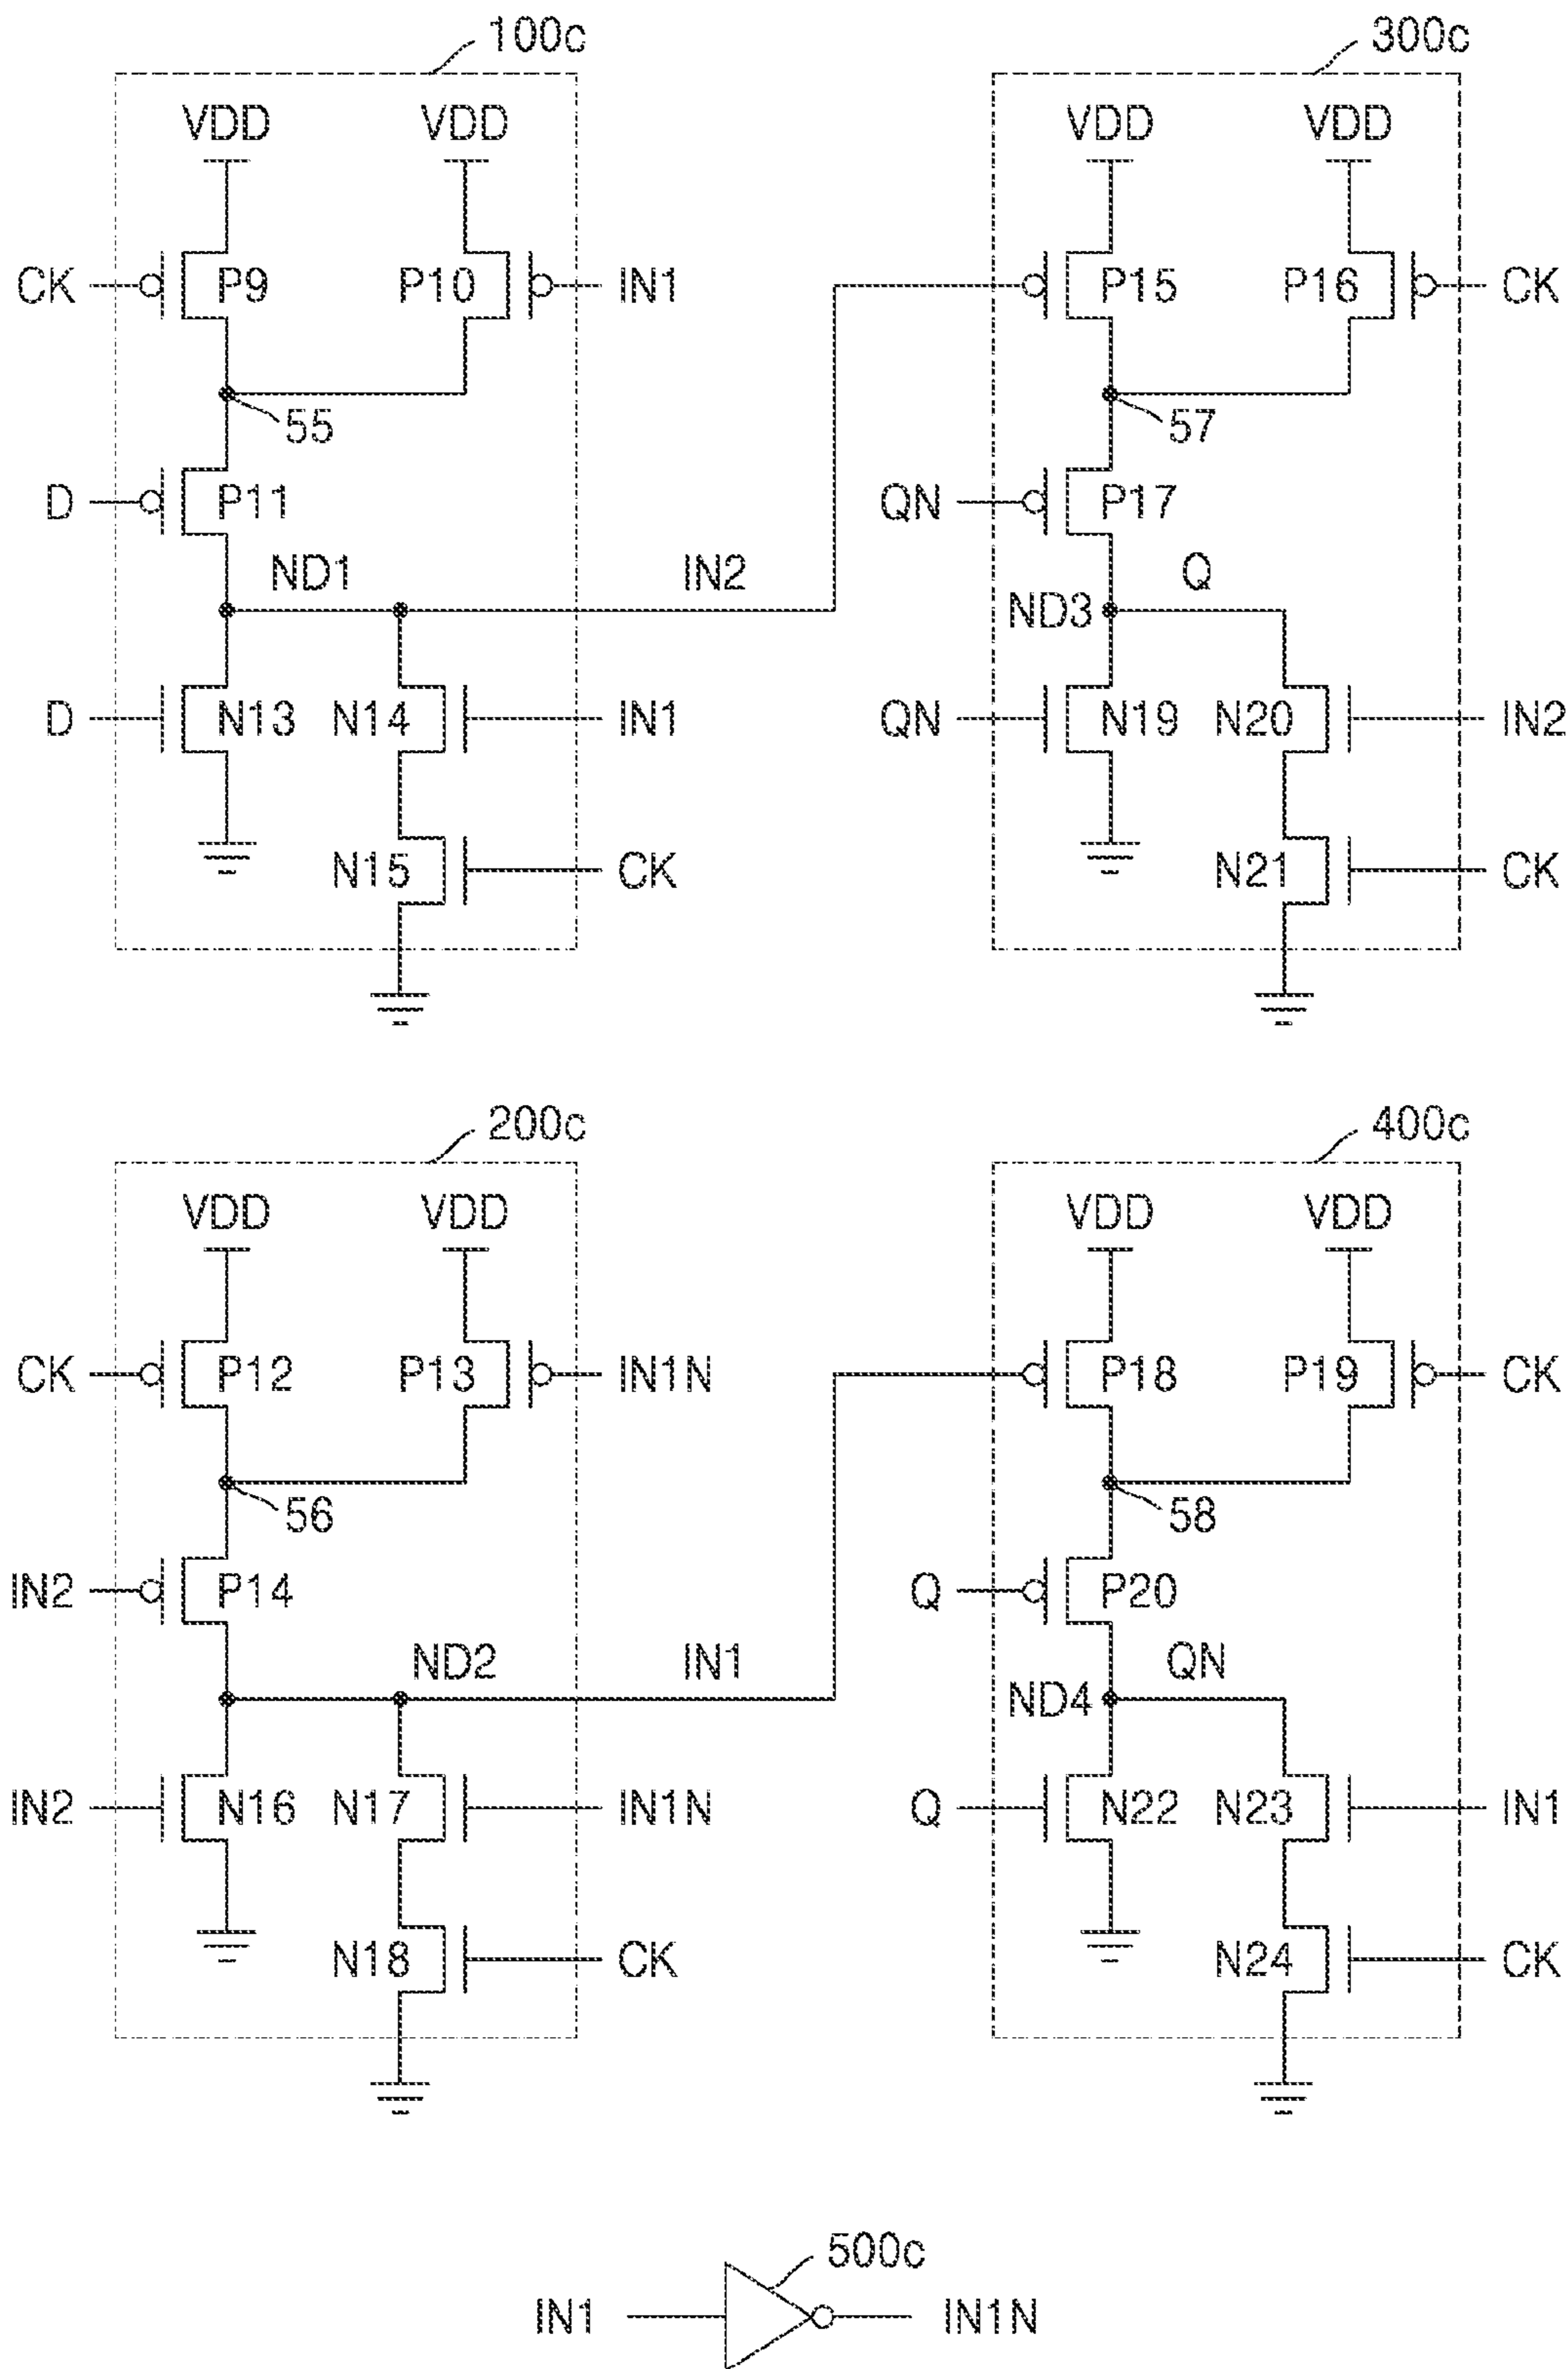 100c 300c
VDD VDD VDD VDD
CK P9 P10 IN1 P15 P16 CK
55 57
D P11 QN P17
ND1 IN2 Q
ND3
D N13 N14 IN1 QN N19 N20 IN2
N15 CK N21 CK
200c 400c
VDD VDD VDD VDD
CK P12 P13 IN1N P18 P19 CK
56 58
IN2 P14 Q P20
ND2 IN1 QN
ND4
IN2 N16 N17 IN1N Q N22 N23 IN1
N18 CK N24 CK
500c
IN1 IN1N